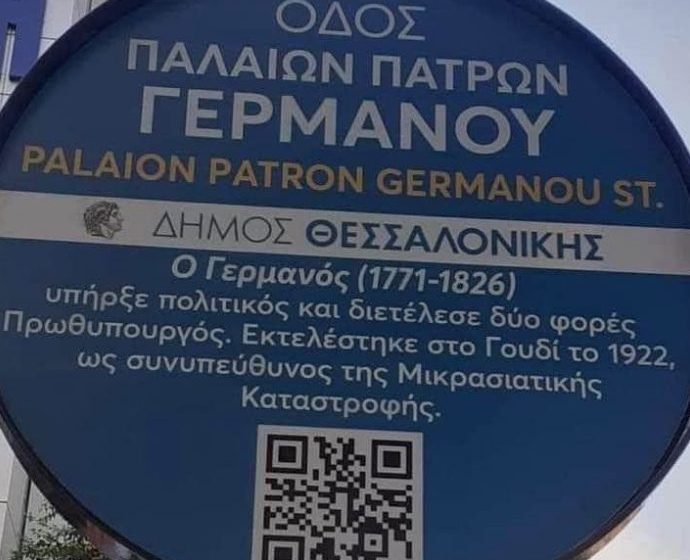 ΟΔΟΣ
ΠΑΛΑΙΩΝ ΠΑΤΡΩΝ
ΓΕΡΜΑΝΟΥ
PALAION PATRON GERMANOU ST.
ΔΗΜΟΣ ΘΕΣΣΑΛΟΝΙΚΗΣ
Ο Γερμανός (1771-1826)
υπήρξε πολιτικός και διετέλεσε δύο φορές
Πρωθυπουργός. Εκτελέστηκε στο Γουδί το 1922,
ως συνυπεύθυνος της Μικρασιατικής
Καταστροφής.